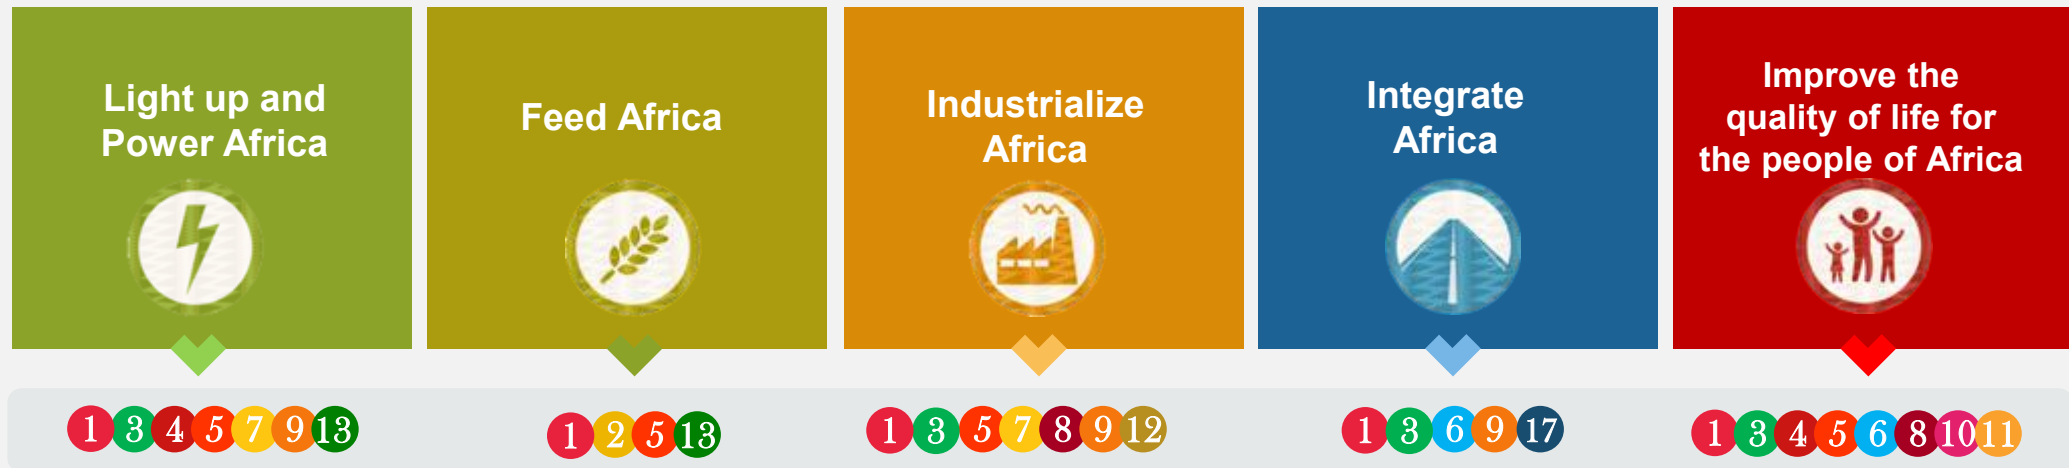 Light up and
Power Africa
Feed Africa
Industrialize
Africa
Integrate
Africa
Improve the
quality of life for
the people of Africa
1 3 4 5 7 9 13
1 2 5 13
1 3 5 7 8 9 12
1 3 6 9 17
1 3 4 5 6 8 10 11